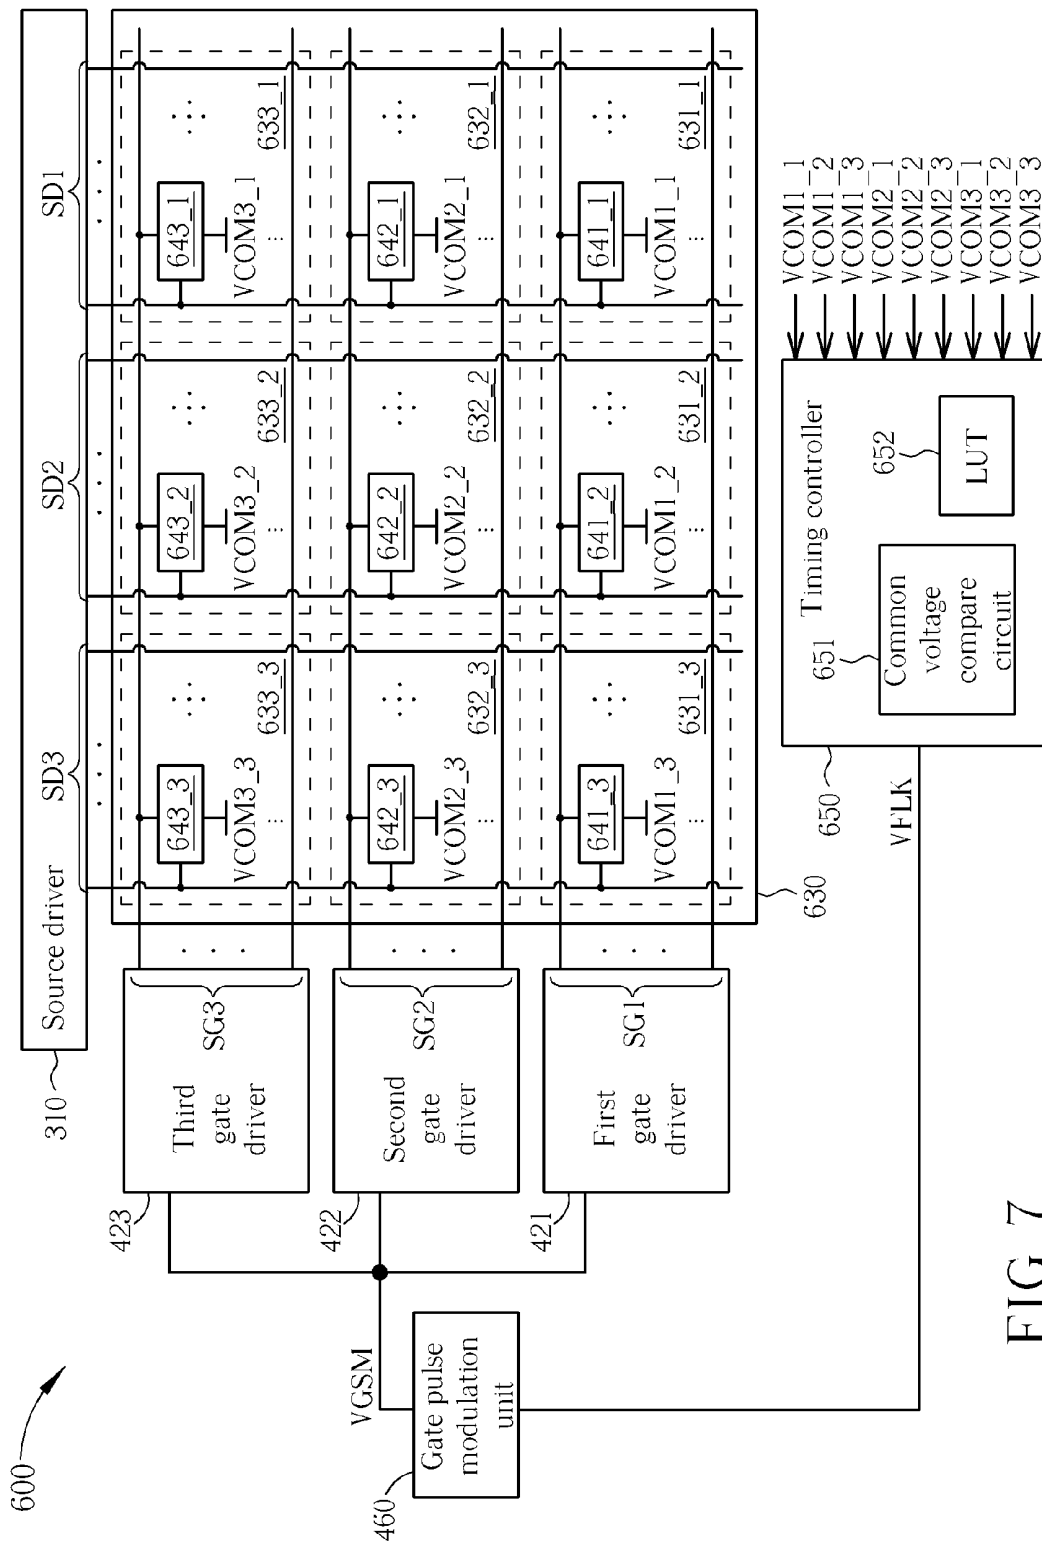 600
310
Source driver
SD3
SD2
SD1
423
Third
gate
driver
SG3
643_3
VCOM3_3
633_3
643_2
VCOM3_2
633_2
643_1
VCOM3_1
633_1
422
Second
gate
driver
SG2
642_3
VCOM2_3
632_3
642_2
VCOM2_2
632_2
642_1
VCOM2_1
632_1
421
First
gate
driver
SG1
641_3
VCOM1_3
631_3
641_2
VCOM1_2
631_2
641_1
VCOM1_1
631_1
630
VGSM
460
Gate pulse
modulation
unit
VFLK
650
Timing controller
651
Common
voltage
compare
circuit
652
LUT
VCOM1_1
VCOM1_2
VCOM1_3
VCOM2_1
VCOM2_2
VCOM2_3
VCOM3_1
VCOM3_2
VCOM3_3
FIG 7